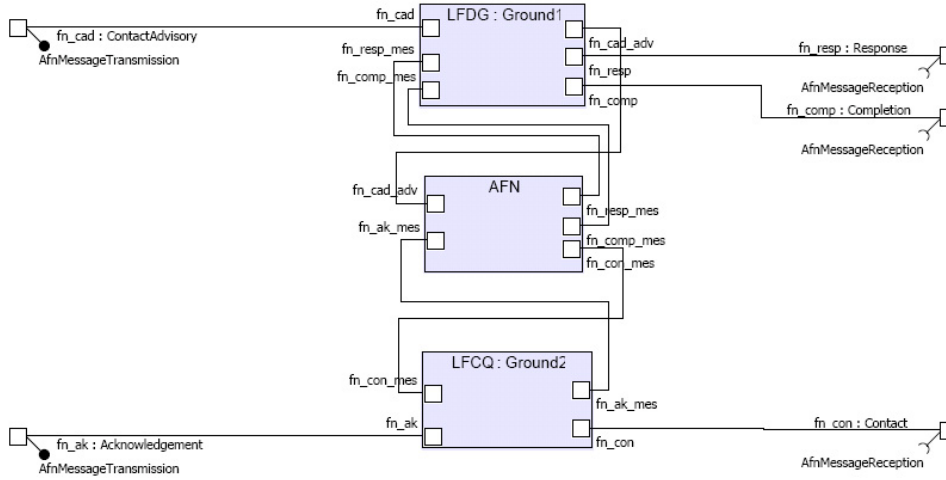 fn_cad
LFDG : Ground1
fn_cad : ContactAdvisory
AfnMessageTransmission
fn_resp_mes
fn_comp_mes
fn_cad_adv
fn_resp
fn_comp
fn_resp : Response
AfnMessageReception
fn_comp : Completion
AfnMessageReception
AFN
fn_cad_adv
fn_ak_mes
fn_resp_mes
fn_comp_mes
fn_con_mes
LFCQ : Ground2
fn_con_mes
fn_ak
fn_ak_mes
fn_con
fn_ak : Acknowledgement
AfnMessageTransmission
fn_con : Contact
AfnMessageReception